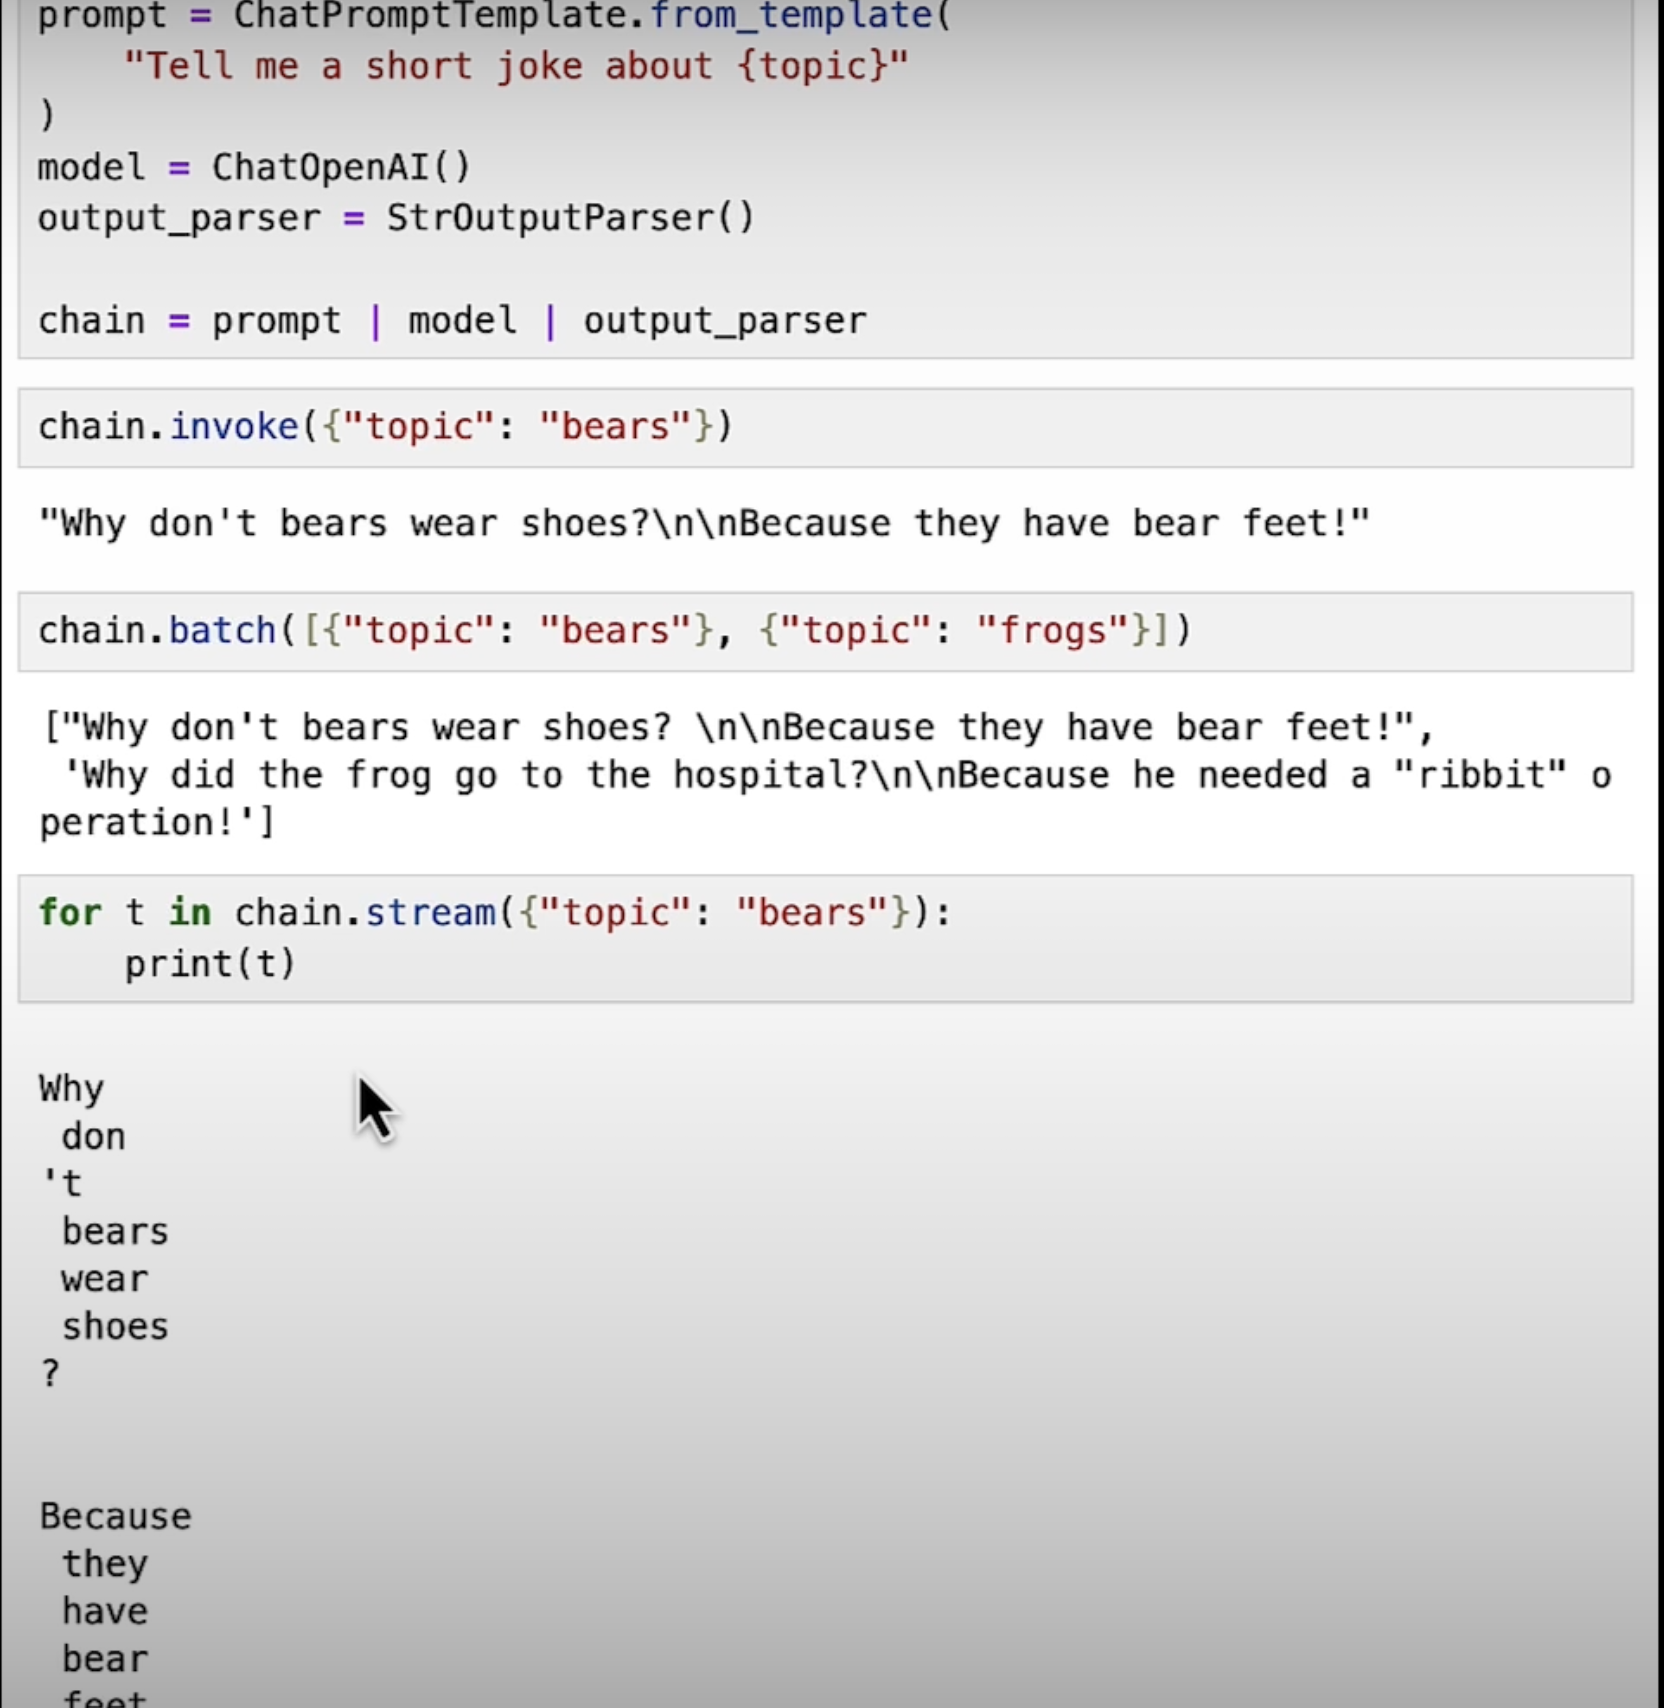 prompt = ChatPromptTemplate.from_template(
    "Tell me a short joke about {topic}"
)
model = ChatOpenAI()
output_parser = StrOutputParser()
chain = prompt | model | output_parser
chain.invoke({"topic": "bears"})
"Why don't bears wear shoes?\n\nBecause they have bear feet!"
chain.batch([{"topic": "bears"}, {"topic": "frogs"}])
["Why don't bears wear shoes? \n\nBecause they have bear feet!",
 'Why did the frog go to the hospital?\n\nBecause he needed a "ribbit" o
peration!']
for t in chain.stream({"topic": "bears"}):
    print(t)
Why
 don
't
 bears
 wear
 shoes
?
Because
 they
 have
 bear
 feet